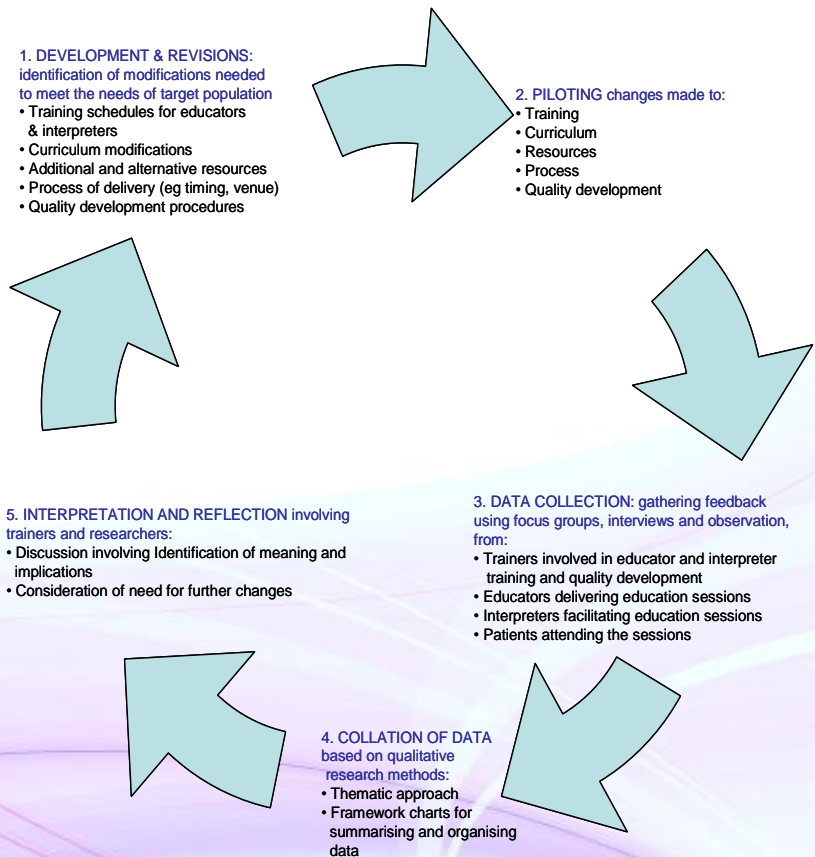 1. DEVELOPMENT & REVISIONS:
identification of modifications needed
to meet the needs of target population
• Training schedules for educators
& interpreters
• Curriculum modifications
• Additional and alternative resources
• Process of delivery (eg timing, venue)
• Quality development procedures
2. PILOTING changes made to:
• Training
• Curriculum
• Resources
• Process
• Quality development
3. DATA COLLECTION: gathering feedback
using focus groups, interviews and observation,
from:
• Trainers involved in educator and interpreter
training and quality development
• Educators delivering education sessions
• Interpreters facilitating education sessions
• Patients attending the sessions
4. COLLATION OF DATA
based on qualitative
research methods:
• Thematic approach
• Framework charts for
summarising and organising
data
5. INTERPRETATION AND REFLECTION involving
trainers and researchers:
• Discussion involving Identification of meaning and
implications
• Consideration of need for further changes